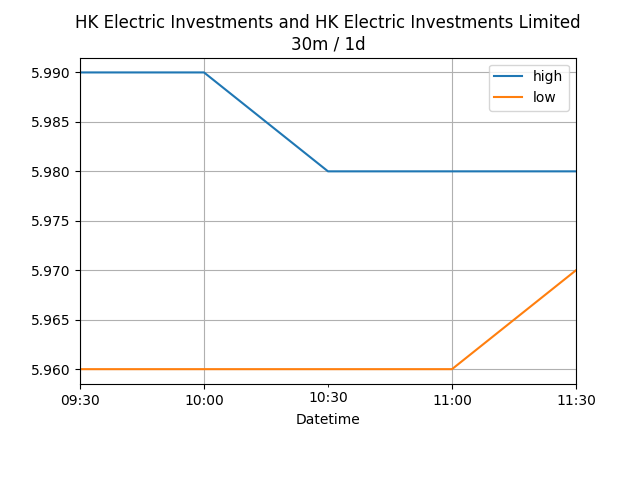 HK Electric Investments and HK Electric Investments Limited
30m / 1d
high
low
5.990
5.985
5.980
5.975
5.970
5.965
5.960
09:30
10:00
10:30
11:00
11:30
Datetime